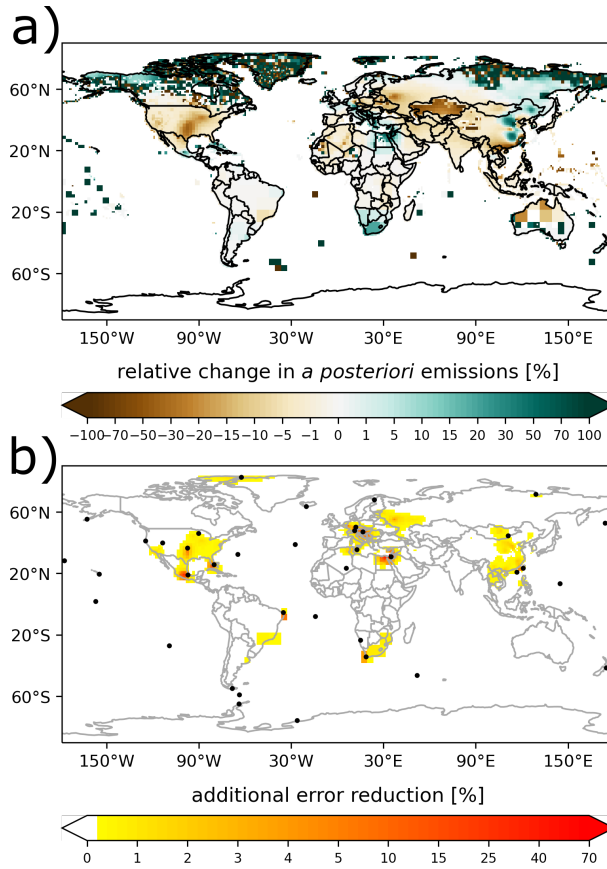 a)
60°N
20°N
20°S
60°S
150°W 90°W 30°W 30°E 90°E 150°E
relative change in a posteriori emissions [%]
−100 −70 −50 −30 −20 −15 −10 −5 −1 0 1 5 10 15 20 30 50 70 100
b)
60°N
20°N
20°S
60°S
150°W 90°W 30°W 30°E 90°E 150°E
additional error reduction [%]
0 1 2 3 4 5 10 15 25 40 70